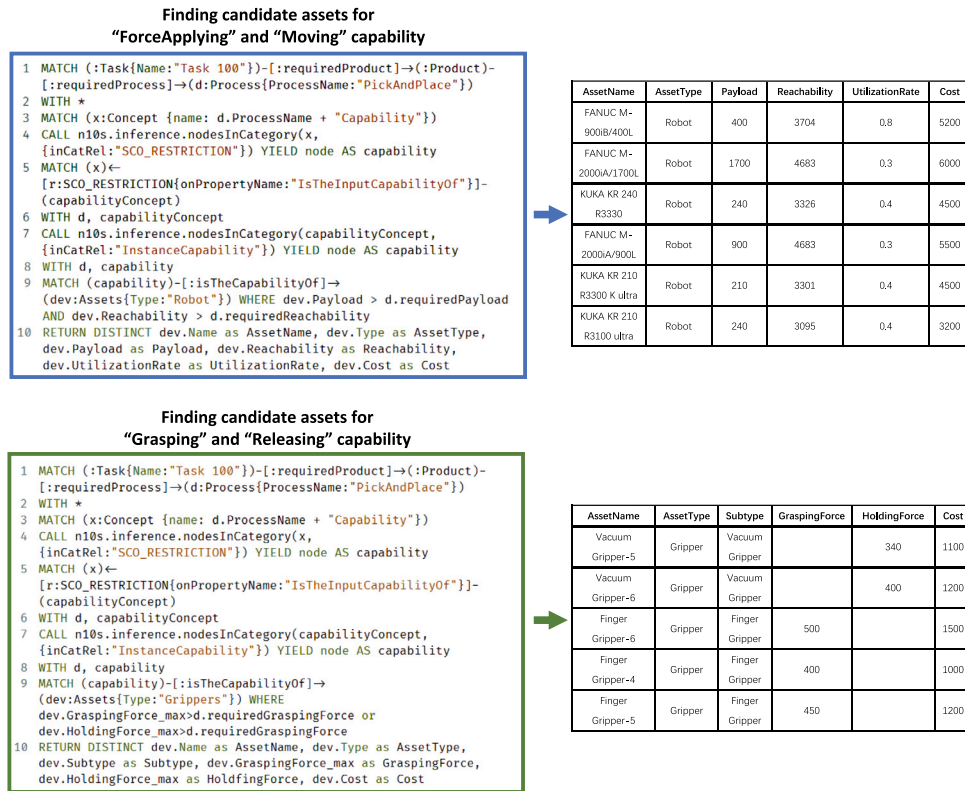 Finding candidate assets for
“ForceApplying” and “Moving” capability
1 MATCH (:Task{Name:"Task 100"})-[:requiredProduct]→(:Product)-
[:requiredProcess]→(d:Process{ProcessName:"PickAndPlace"})
2 WITH *
3 MATCH (x:Concept {name: d.ProcessName + "Capability"})
4 CALL n10s.inference.nodesInCategory(x,
{inCatRel:"SCO_RESTRICTION"}) YIELD node AS capability
5 MATCH (x)←
[r:SCO_RESTRICTION{onPropertyName:"IsTheInputCapabilityOf"}]-
(capabilityConcept)
6 WITH d, capabilityConcept
7 CALL n10s.inference.nodesInCategory(capabilityConcept,
{inCatRel:"InstanceCapability"}) YIELD node AS capability
8 WITH d, capability
9 MATCH (capability)-[:isTheCapabilityOf]→
(dev:Assets{Type:"Robot"}) WHERE dev.Payload > d.requiredPayload
AND dev.Reachability > d.requiredReachability
10 RETURN DISTINCT dev.Name as AssetName, dev.Type as AssetType,
dev.Payload as Payload, dev.Reachability as Reachability,
dev.UtilizationRate as UtilizationRate, dev.Cost as Cost
AssetName AssetType Payload Reachability UtilizationRate Cost
FANUC M-
900iB/400L Robot 400 3704 0.8 5200
FANUC M-
2000iA/1700L Robot 1700 4683 0.3 6000
KUKA KR 240
R3330 Robot 240 3326 0.4 4500
FANUC M-
2000iA/900L Robot 900 4683 0.3 5500
KUKA KR 210
R3300 K ultra Robot 210 3301 0.4 4500
KUKA KR 210
R3100 ultra Robot 240 3095 0.4 3200
Finding candidate assets for
“Grasping” and “Releasing” capability
1 MATCH (:Task{Name:"Task 100"})-[:requiredProduct]→(:Product)-
[:requiredProcess]→(d:Process{ProcessName:"PickAndPlace"})
2 WITH *
3 MATCH (x:Concept {name: d.ProcessName + "Capability"})
4 CALL n10s.inference.nodesInCategory(x,
{inCatRel:"SCO_RESTRICTION"}) YIELD node AS capability
5 MATCH (x)←
[r:SCO_RESTRICTION{onPropertyName:"IsTheInputCapabilityOf"}]-
(capabilityConcept)
6 WITH d, capabilityConcept
7 CALL n10s.inference.nodesInCategory(capabilityConcept,
{inCatRel:"InstanceCapability"}) YIELD node AS capability
8 WITH d, capability
9 MATCH (capability)-[:isTheCapabilityOf]→
(dev:Assets{Type:"Grippers"}) WHERE
dev.GraspingForce_max>d.requiredGraspingForce or
dev.HoldingForce_max>d.requiredGraspingForce
10 RETURN DISTINCT dev.Name as AssetName, dev.Type as AssetType,
dev.Subtype as Subtype, dev.GraspingForce_max as GraspingForce,
dev.HoldingForce_max as HoldfingForce, dev.Cost as Cost
AssetName AssetType Subtype GraspingForce HoldingForce Cost
Vacuum Vacuum
Gripper-5 Gripper Gripper 340 1100
Vacuum Vacuum
Gripper-6 Gripper Gripper 400 1200
Finger Finger
Gripper-6 Gripper Gripper 500 1500
Finger Finger
Gripper-4 Gripper Gripper 400 1000
Finger Finger
Gripper-5 Gripper Gripper 450 1200